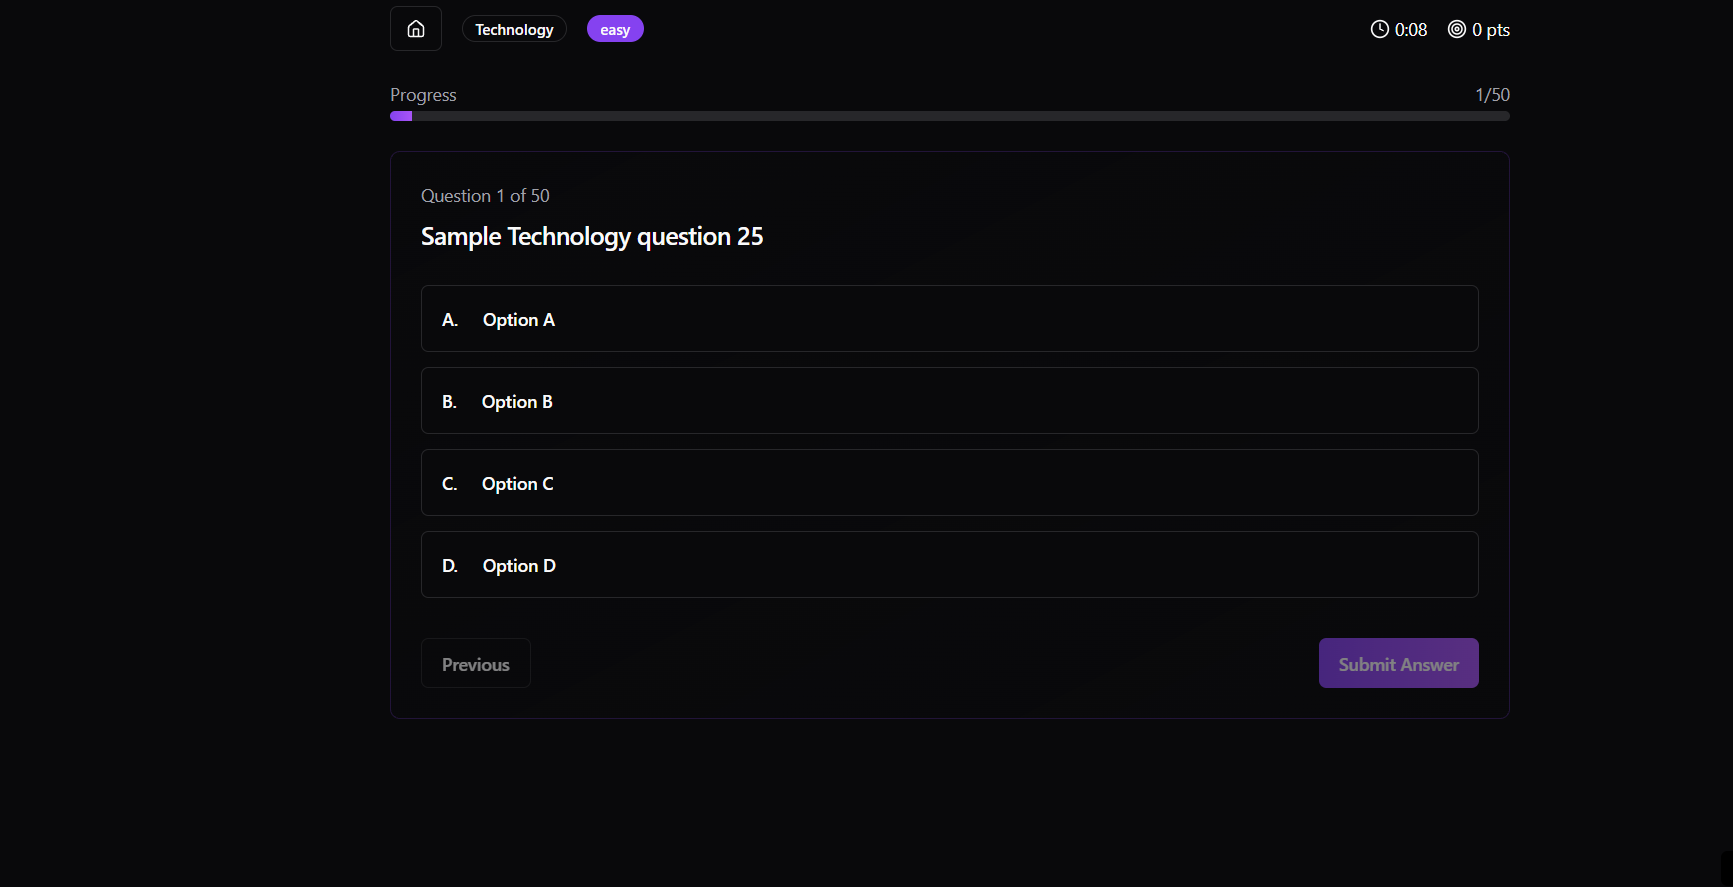 Technology easy 0:08 0 pts
Progress 1/50
Question 1 of 50
Sample Technology question 25
A. Option A
B. Option B
C. Option C
D. Option D
Previous Submit Answer